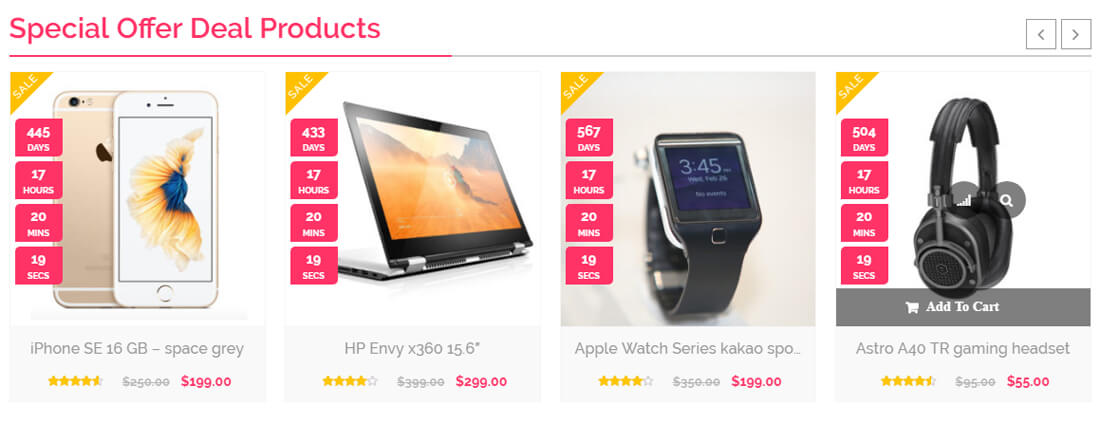 Special Offer Deal Products
SALE
445
DAYS
17
HOURS
20
MINS
19
SECS
iPhone SE 16 GB – space grey
$250.00 $199.00
SALE
433
DAYS
17
HOURS
20
MINS
19
SECS
HP Envy x360 15.6″
$399.00 $299.00
SALE
567
DAYS
17
HOURS
20
MINS
19
SECS
3:45
Wed, Feb 26
No events
Apple Watch Series kakao spo...
$350.00 $199.00
SALE
504
DAYS
17
HOURS
20
MINS
19
SECS
Add To Cart
Astro A40 TR gaming headset
$95.00 $55.00